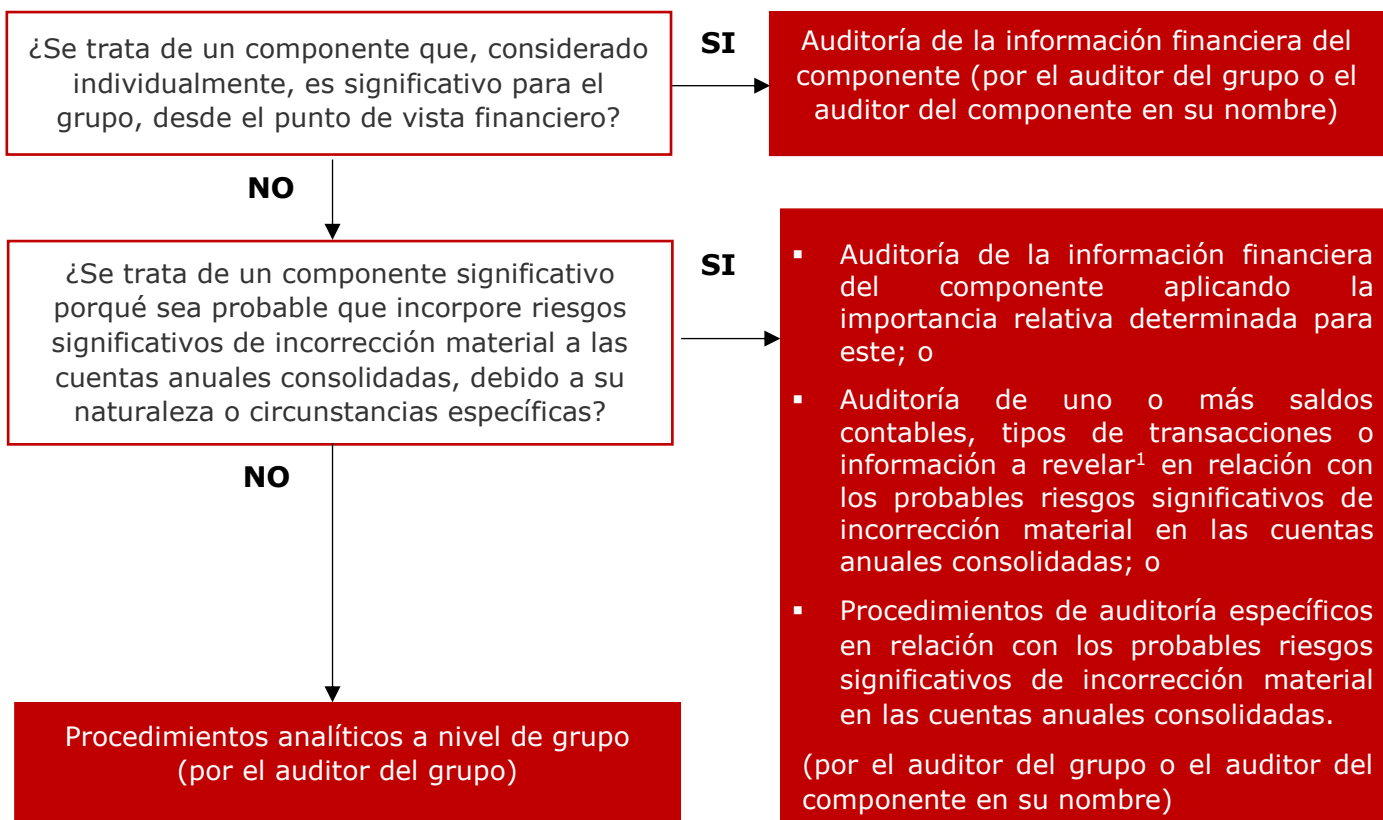 ¿Se trata de un componente que, considerado
individualmente, es significativo para el
grupo, desde el punto de vista financiero?
SI
Auditoría de la información financiera del
componente (por el auditor del grupo o el
auditor del componente en su nombre)
NO
¿Se trata de un componente significativo
porqué sea probable que incorpore riesgos
significativos de incorrección material a las
cuentas anuales consolidadas, debido a su
naturaleza o circunstancias específicas?
SI
▪ Auditoría de la información financiera
del componente aplicando la
importancia relativa determinada para
este; o
▪ Auditoría de uno o más saldos
contables, tipos de transacciones o
información a revelar¹ en relación con
los probables riesgos significativos de
incorrección material en las cuentas
anuales consolidadas; o
▪ Procedimientos de auditoría específicos
en relación con los probables riesgos
significativos de incorrección material
en las cuentas anuales consolidadas.
(por el auditor del grupo o el auditor del
componente en su nombre)
NO
Procedimientos analíticos a nivel de grupo
(por el auditor del grupo)